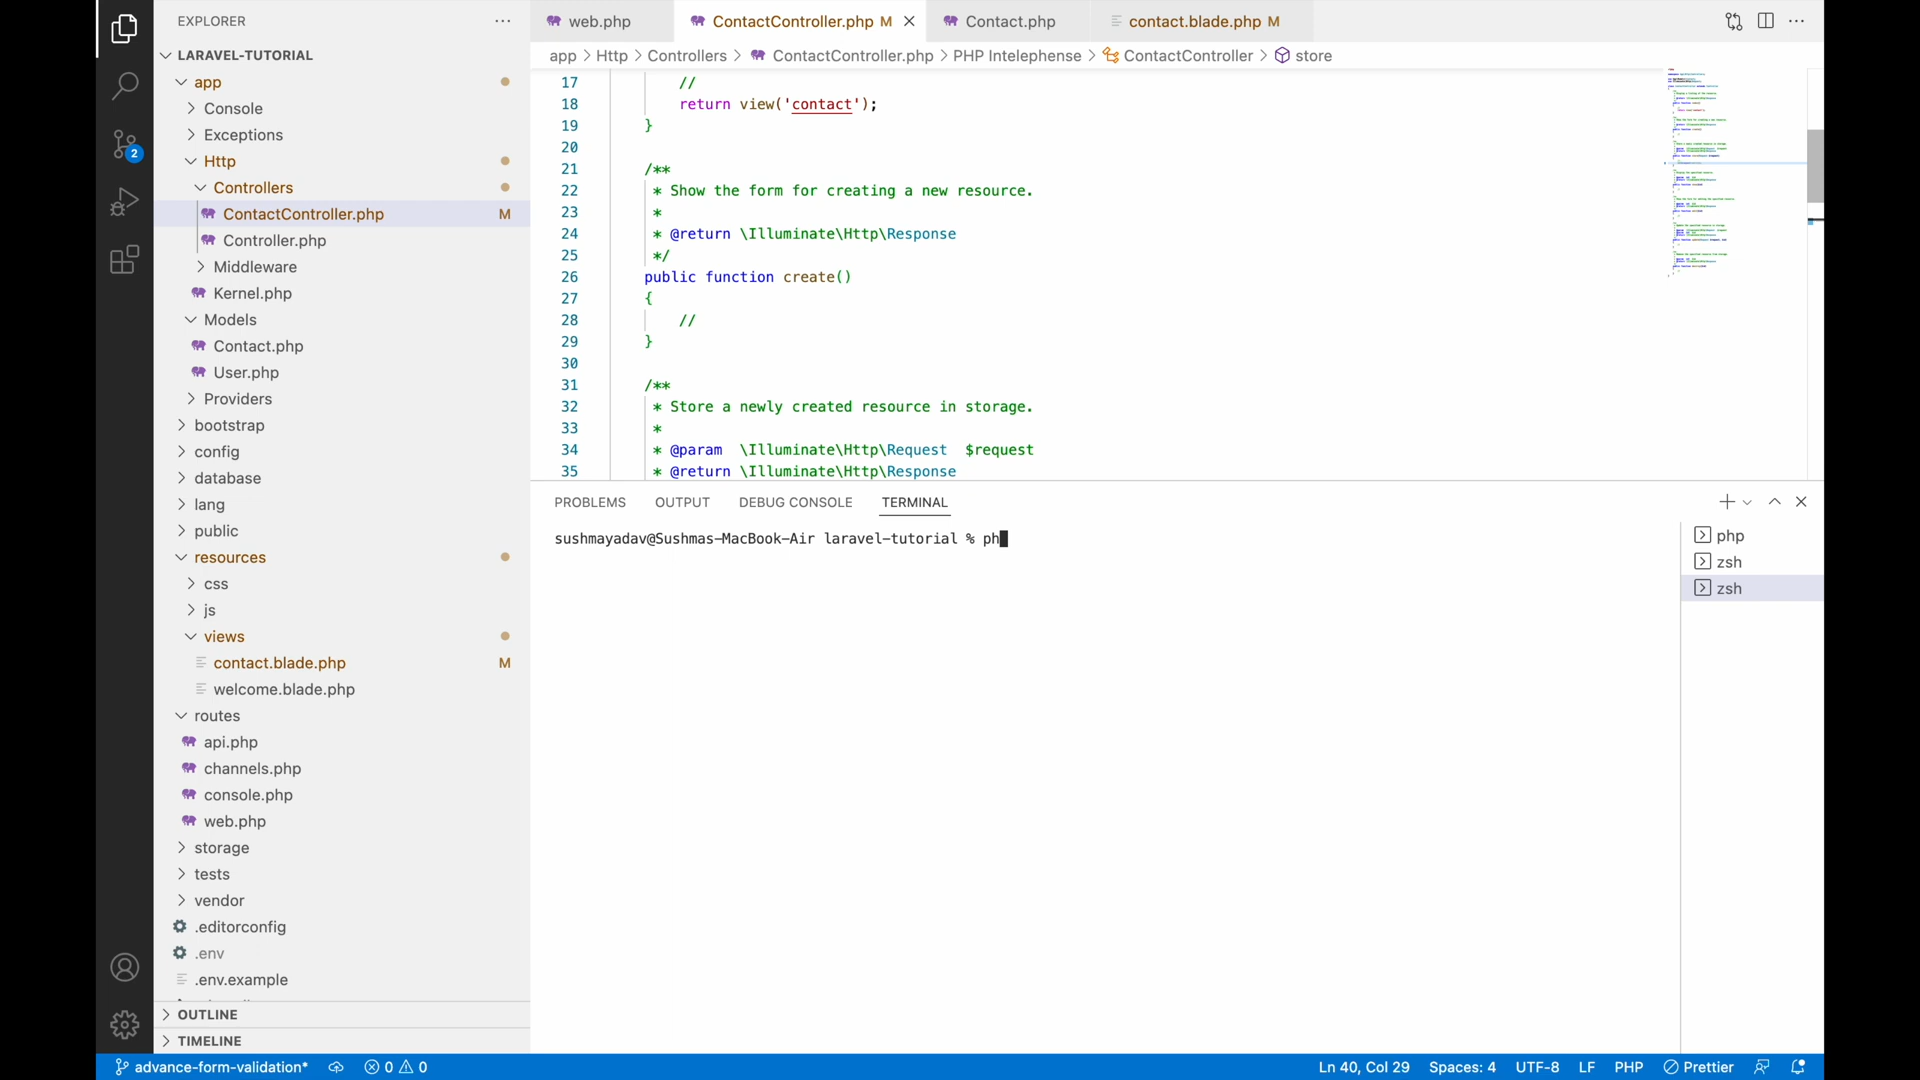 EXPLORER
LARAVEL-TUTORIAL
app
Console
Exceptions
Http
Controllers
ContactController.php M
Controller.php
Middleware
Kernel.php
Models
Contact.php
User.php
Providers
bootstrap
config
database
lang
public
resources
css
js
views
contact.blade.php M
welcome.blade.php
routes
api.php
channels.php
console.php
web.php
storage
tests
vendor
.editorconfig
.env
.env.example
OUTLINE
TIMELINE
2
web.php
ContactController.php M
Contact.php
contact.blade.php M
app > Http > Controllers > ContactController.php > PHP Intelephense > ContactController > store
17 //
18 return view('contact');
19 }
20
21 /**
22 * Show the form for creating a new resource.
23 *
24 * @return \Illuminate\Http\Response
25 */
26 public function create()
27 {
28 //
29 }
30
31 /**
32 * Store a newly created resource in storage.
33 *
34 * @param \Illuminate\Http\Request $request
35 * @return \Illuminate\Http\Response
PROBLEMS OUTPUT DEBUG CONSOLE TERMINAL
sushmayadav@Sushmas-MacBook-Air laravel-tutorial % ph
php
zsh
zsh
advance-form-validation* 0 0 Ln 40, Col 29 Spaces: 4 UTF-8 LF PHP Prettier